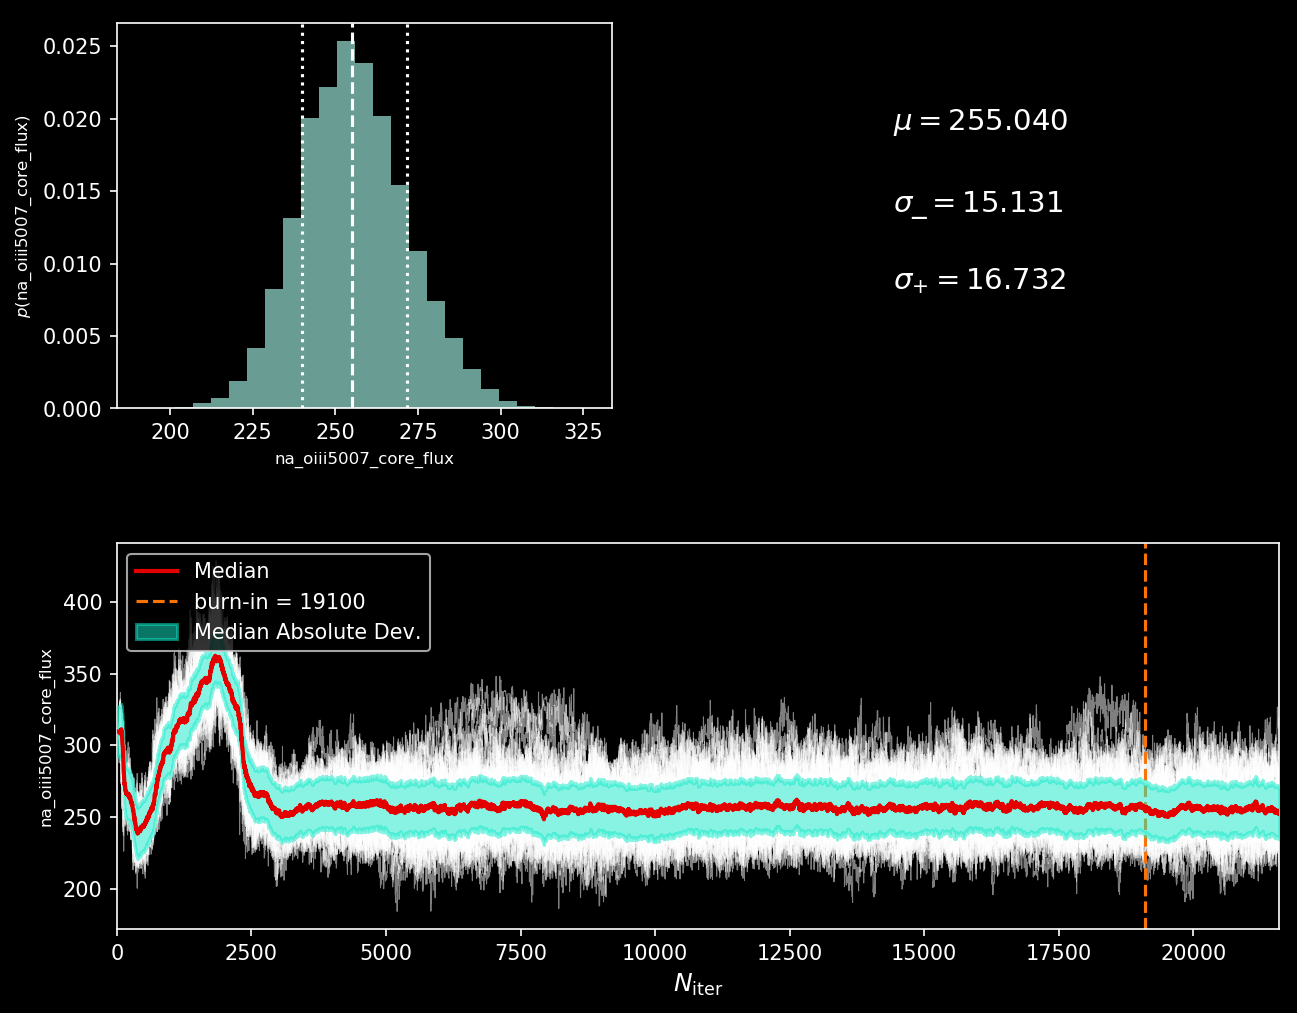 0.025
0.020
0.015
0.010
0.005
0.000
p(na_oiii5007_core_flux)
200 225 250 275 300 325
na_oiii5007_core_flux
μ = 255.040
σ₋ = 15.131
σ₊ = 16.732
Median
burn-in = 19100
Median Absolute Dev.
400
350
300
250
200
na_oiii5007_core_flux
0 2500 5000 7500 10000 12500 15000 17500 20000
N_iter